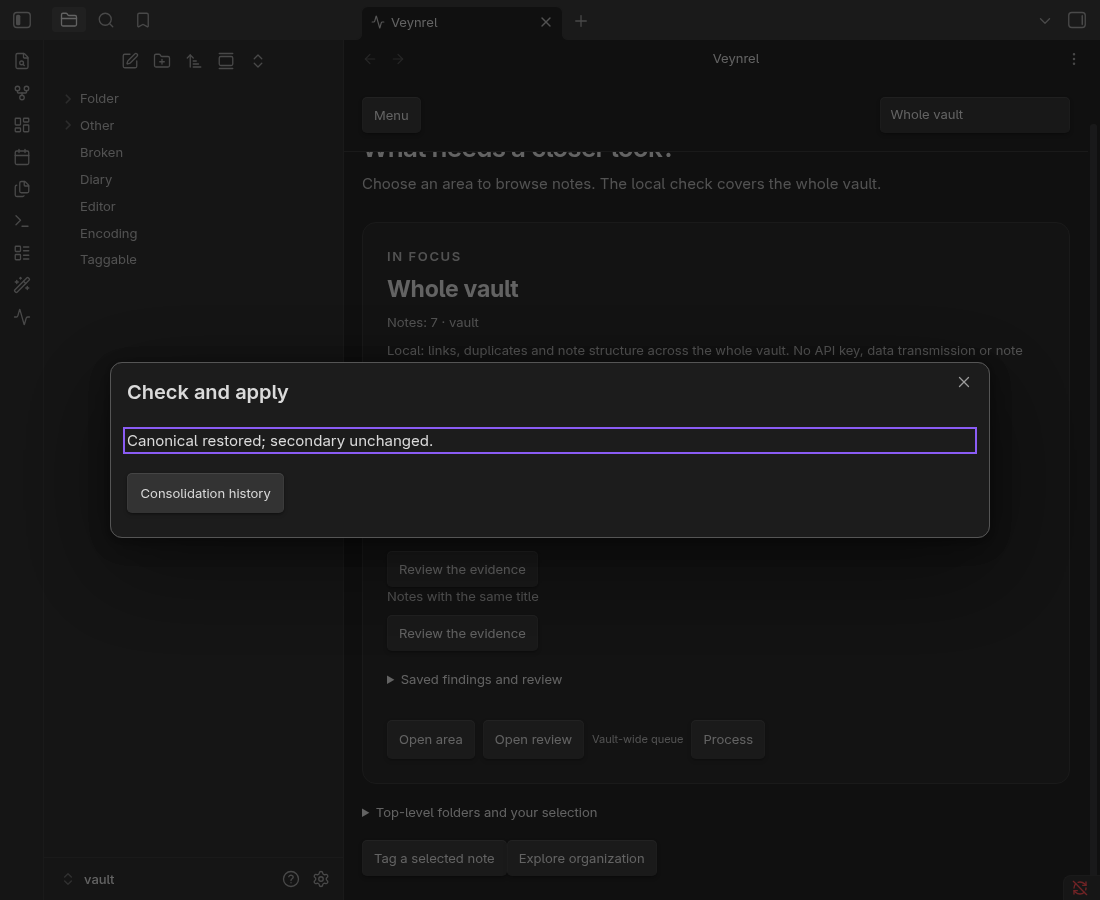 Veynrel
Veynrel
Folder
Other
Broken
Diary
Editor
Encoding
Taggable
Menu
Whole vault
What needs a closer look?
Choose an area to browse notes. The local check covers the whole vault.
IN FOCUS
Whole vault
Notes: 7 · vault
Local: links, duplicates and note structure across the whole vault. No API key, data transmission or note
Check and apply
Canonical restored; secondary unchanged.
Consolidation history
Review the evidence
Notes with the same title
Review the evidence
Saved findings and review
Open area
Open review
Vault-wide queue
Process
Top-level folders and your selection
Tag a selected note
Explore organization
vault